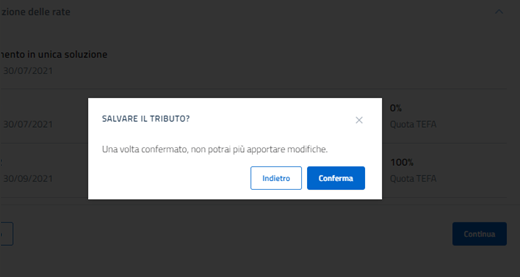 zione delle rate
nento in unica soluzione
30/07/2021
0%
30/07/2021
Quota TEFA
SALVARE IL TRIBUTO?
Una volta confermato, non potrai più apportare modifiche.
Indietro
Conferma
100%
30/09/2021
Quota TEFA
Continua